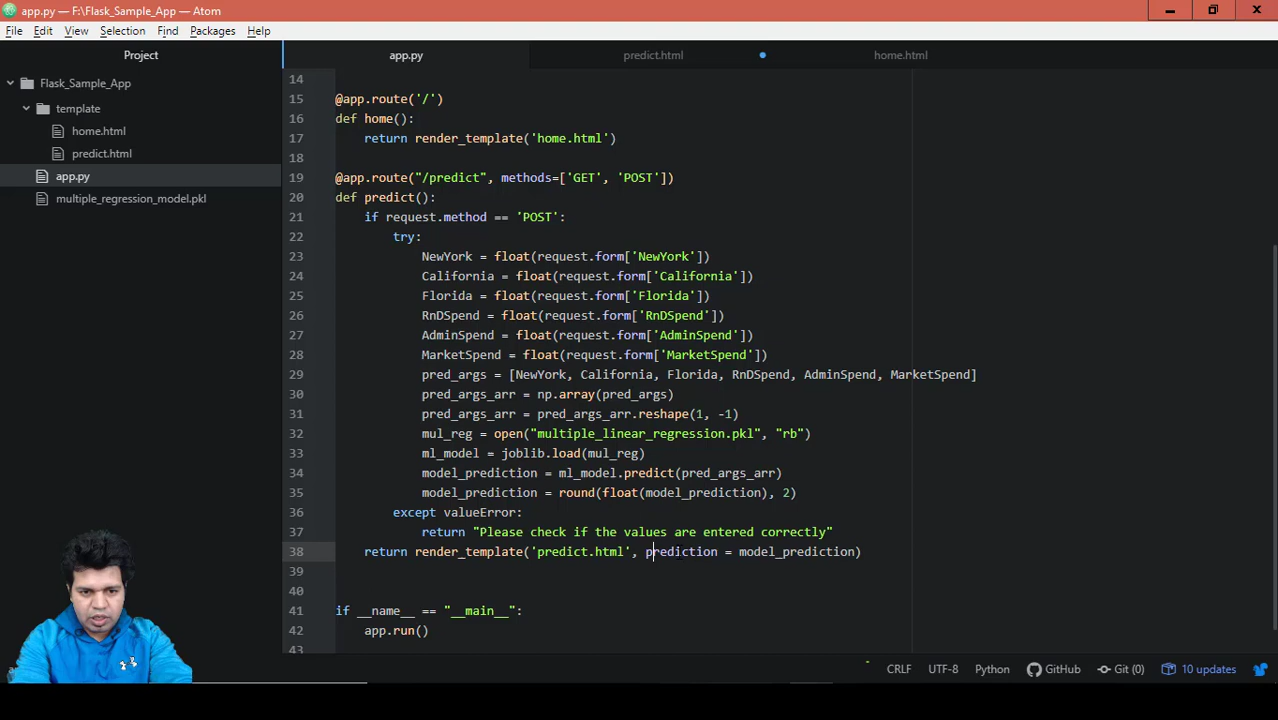 app.py — F:\Flask_Sample_App — Atom
File Edit View Selection Find Packages Help
Project
app.py
predict.html
home.html
Flask_Sample_App
template
home.html
predict.html
app.py
multiple_regression_model.pkl
14
15 @app.route('/')
16 def home():
17 return render_template('home.html')
18
19 @app.route("/predict", methods=['GET', 'POST'])
20 def predict():
21 if request.method == 'POST':
22 try:
23 NewYork = float(request.form['NewYork'])
24 California = float(request.form['California'])
25 Florida = float(request.form['Florida'])
26 RnDSpend = float(request.form['RnDSpend'])
27 AdminSpend = float(request.form['AdminSpend'])
28 MarketSpend = float(request.form['MarketSpend'])
29 pred_args = [NewYork, California, Florida, RnDSpend, AdminSpend, MarketSpend]
30 pred_args_arr = np.array(pred_args)
31 pred_args_arr = pred_args_arr.reshape(1, -1)
32 mul_reg = open("multiple_linear_regression.pkl", "rb")
33 ml_model = joblib.load(mul_reg)
34 model_prediction = ml_model.predict(pred_args_arr)
35 model_prediction = round(float(model_prediction), 2)
36 except valueError:
37 return "Please check if the values are entered correctly"
38 return render_template('predict.html', prediction = model_prediction)
39
40
41 if __name__ == "__main__":
42 app.run()
43
CRLF UTF-8 Python GitHub Git (0) 10 updates